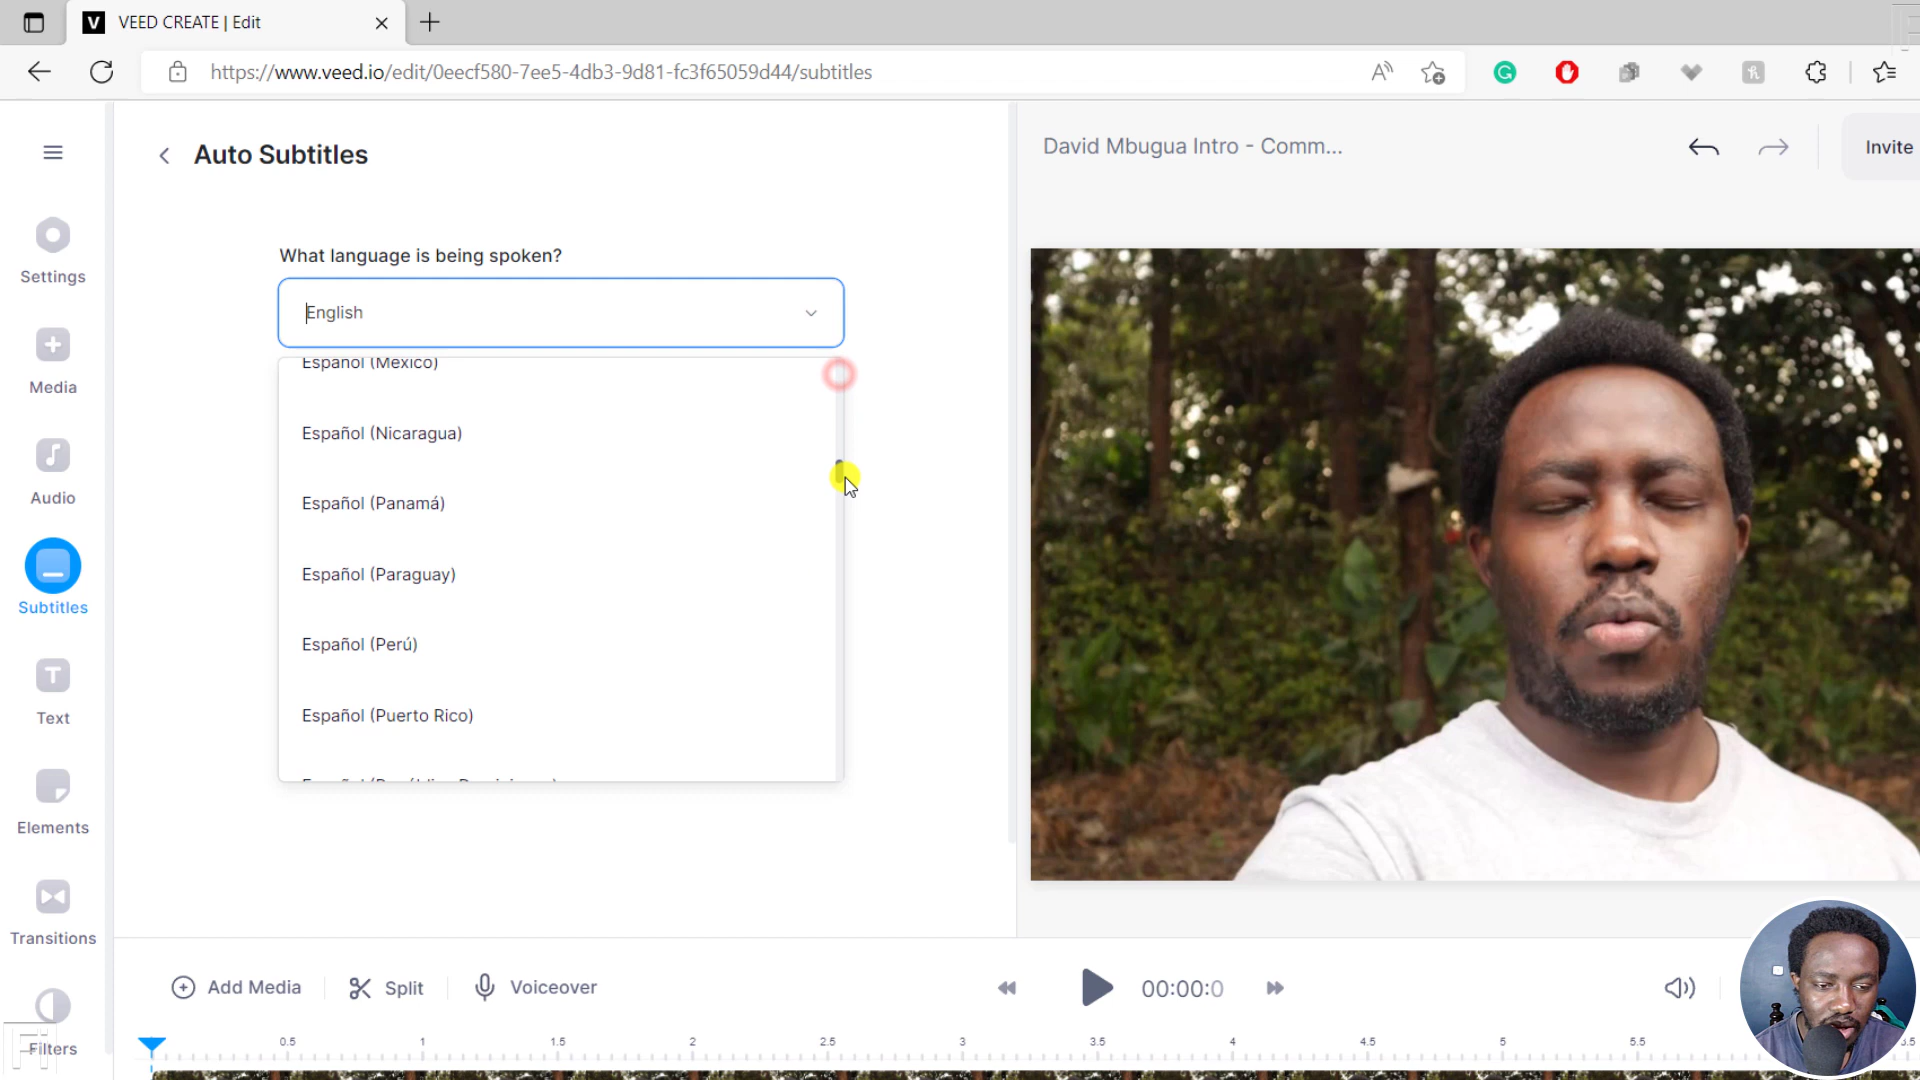 VEED CREATE | Edit
https://www.veed.io/edit/0eecf580-7ee5-4db3-9d81-fc3f65059d44/subtitles
Auto Subtitles
David Mbugua Intro - Comm...
Invite
What language is being spoken?
English
Español (México)
Español (Nicaragua)
Español (Panamá)
Español (Paraguay)
Español (Perú)
Español (Puerto Rico)
Settings
Media
Audio
Subtitles
Text
Elements
Transitions
Filters
Add Media
Split
Voiceover
00:00:0
0.5 1 1.5 2 2.5 3 3.5 4 4.5 5 5.5